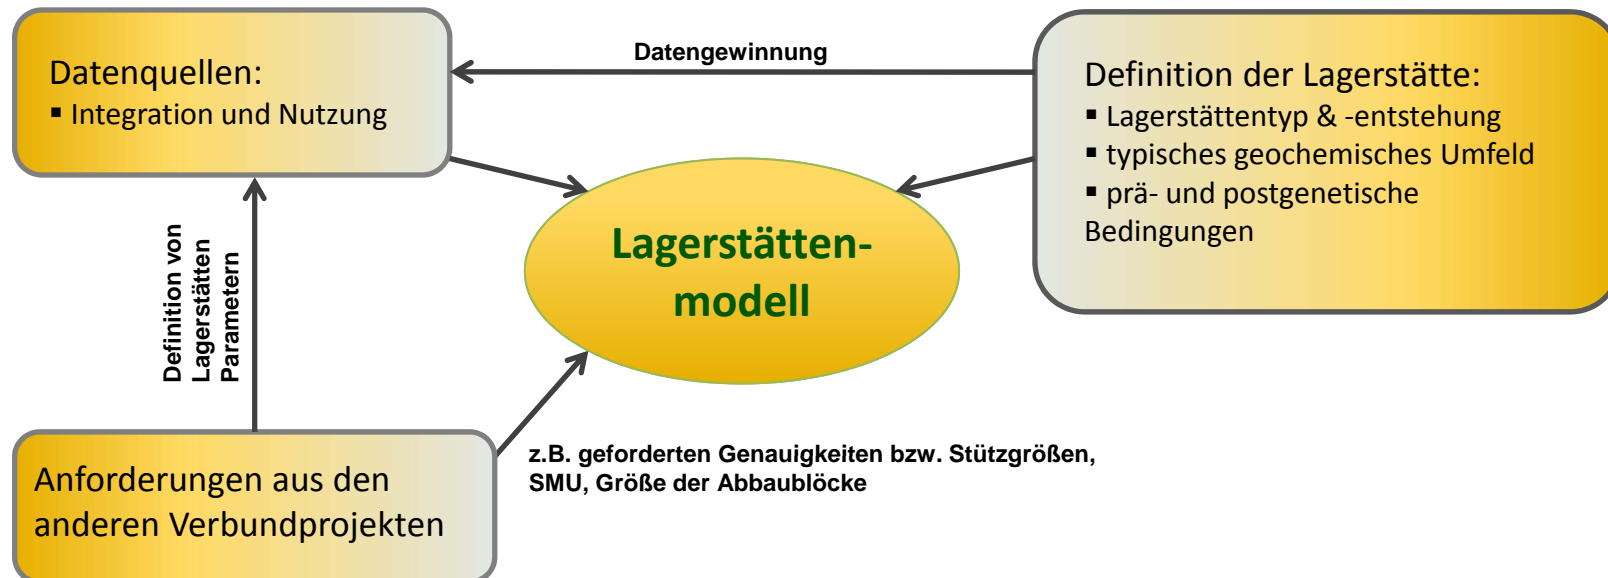 Datenquellen:
▪ Integration und Nutzung
Datengewinnung
Definition der Lagerstätte:
▪ Lagerstättentyp & -entstehung
▪ typisches geochemisches Umfeld
▪ prä- und postgenetische
Bedingungen
Lagerstätten-
modell
Definition von
Lagerstätten
Parametern
Anforderungen aus den
anderen Verbundprojekten
z.B. geforderten Genauigkeiten bzw. Stützgrößen,
SMU, Größe der Abbaublöcke